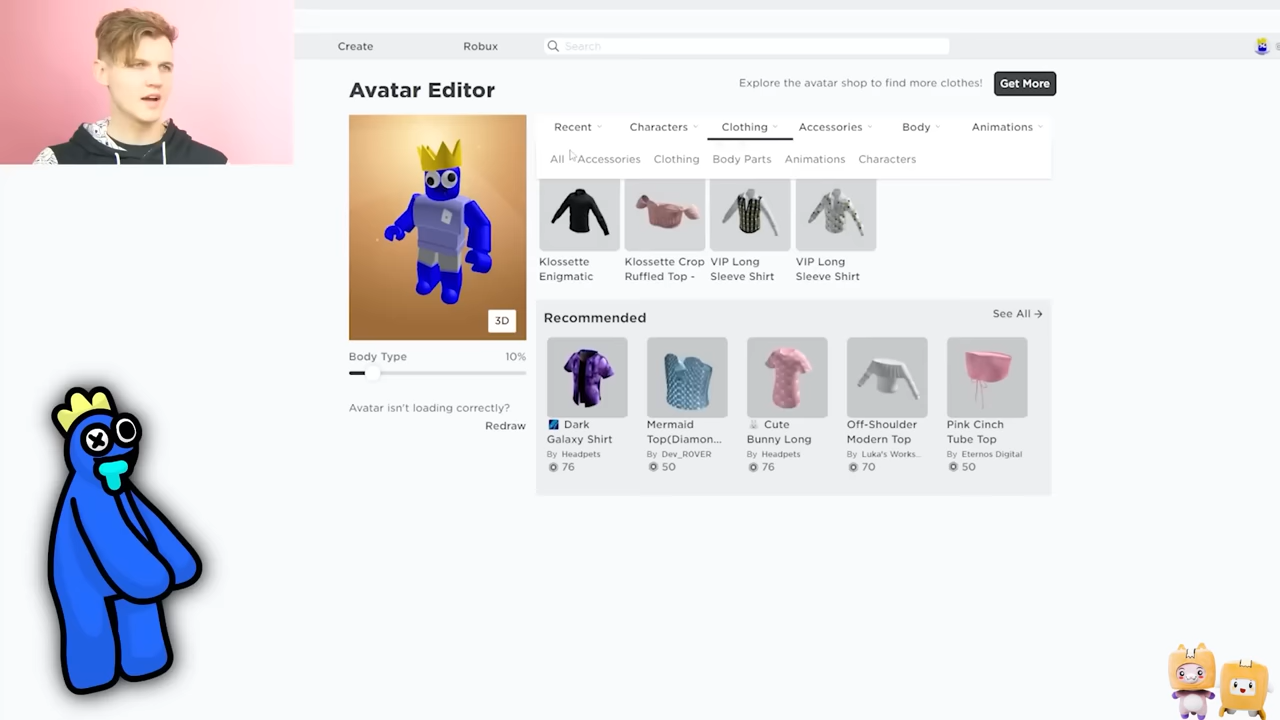 Create Robux Search
Avatar Editor
Explore the avatar shop to find more clothes! Get More
Recent Characters Clothing Accessories Body Animations
All Accessories Clothing Body Parts Animations Characters
Klossette Enigmatic
Klossette Crop Ruffled Top -
VIP Long Sleeve Shirt
VIP Long Sleeve Shirt
3D
Recommended See All →
Body Type 10%
Avatar isn't loading correctly?
Redraw
Dark Galaxy Shirt
By Headpets
76
Mermaid Top(Diamon...
By Dev_R0VER
50
Cute Bunny Long
By Headpets
76
Off-Shoulder Modern Top
By Luka's Works...
70
Pink Cinch Tube Top
By Eternos Digital
50